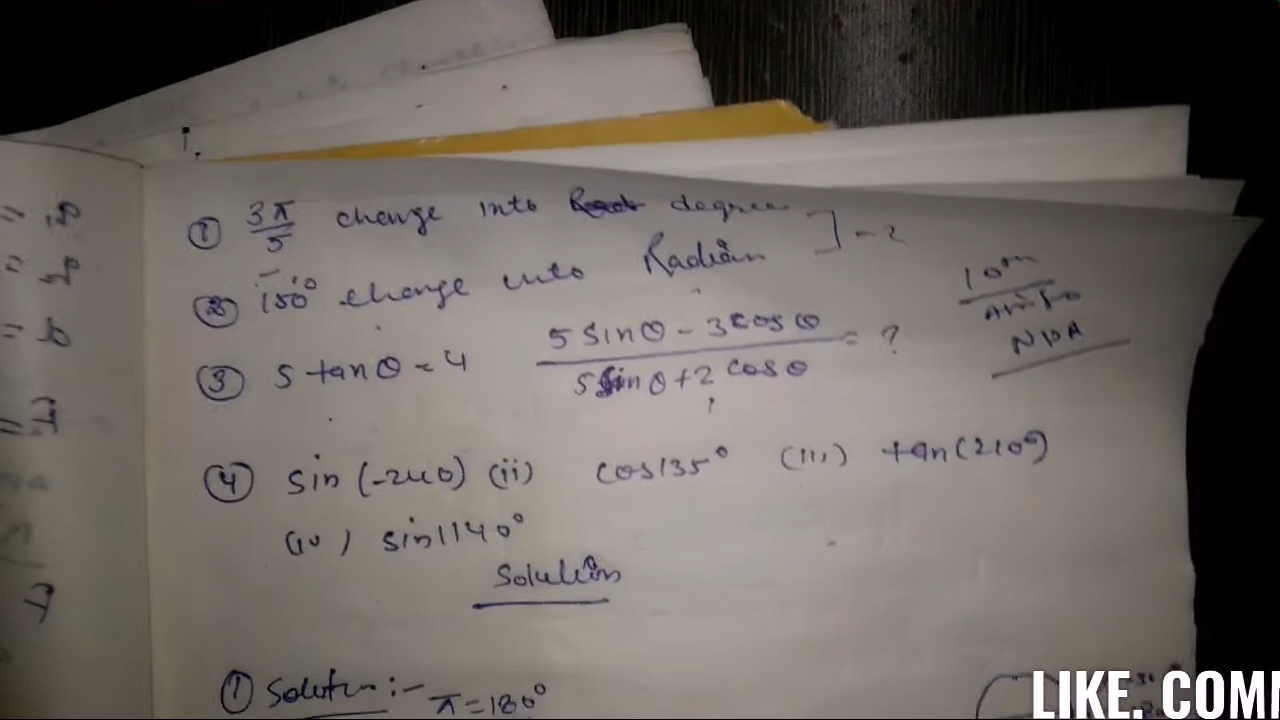 ① 3π/5 change into degree
② 150° change into Radian ] - 2
③ 5 tanθ = 4 5 sinθ - 3 cosθ / 5 sinθ + 2 cosθ = ?
10th
NDA
④ sin (-240) (ii) cos135° (iii) tan(210°)
(iv) sin1140°
Solution
① Solution :- π = 180°
LIKE. COMM